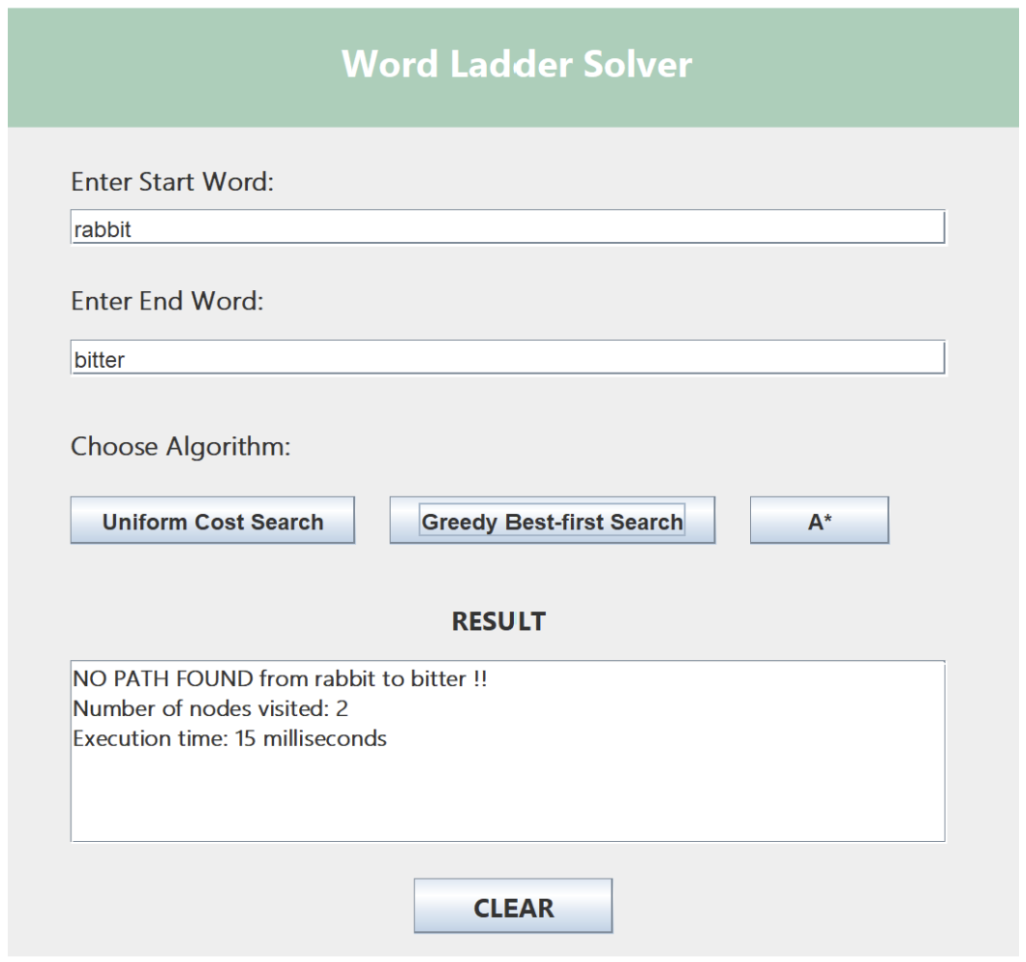 Word Ladder Solver
Enter Start Word:
rabbit
Enter End Word:
bitter
Choose Algorithm:
Uniform Cost Search Greedy Best-first Search A*
RESULT
NO PATH FOUND from rabbit to bitter !!
Number of nodes visited: 2
Execution time: 15 milliseconds
CLEAR